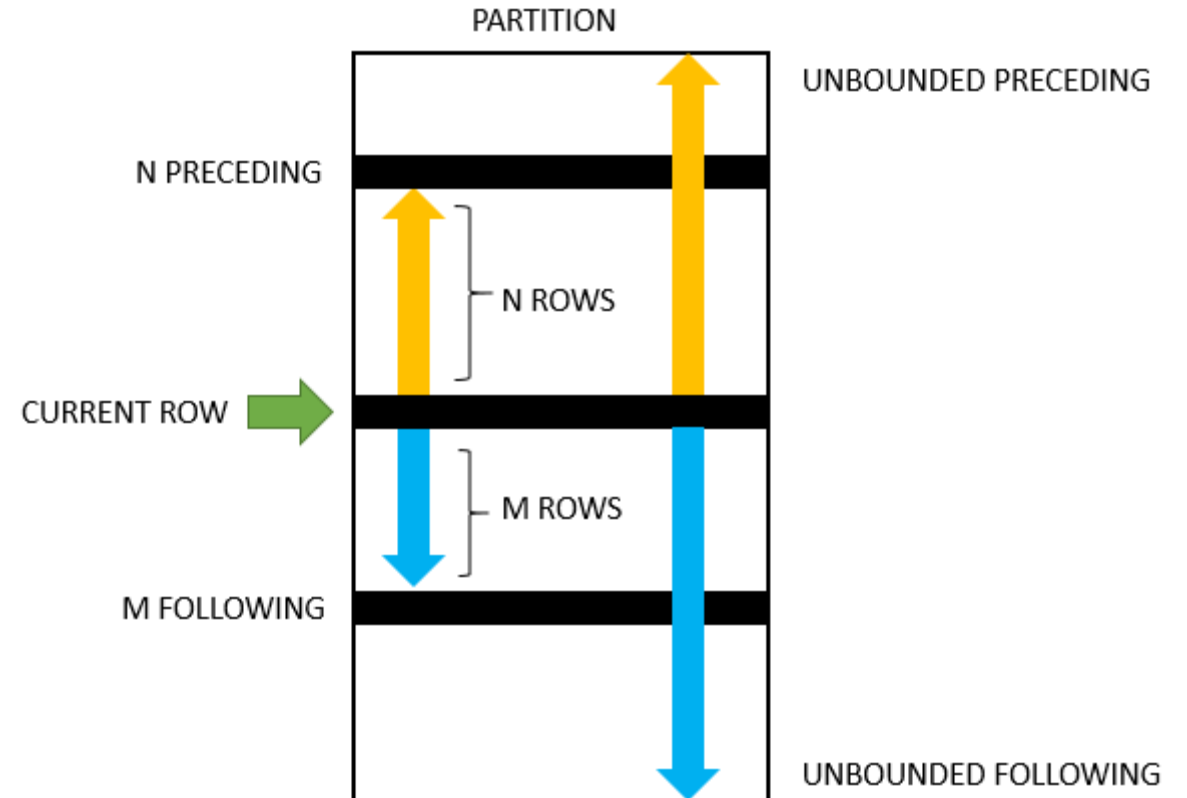 PARTITION
UNBOUNDED PRECEDING
N PRECEDING
N ROWS
CURRENT ROW
M ROWS
M FOLLOWING
UNBOUNDED FOLLOWING